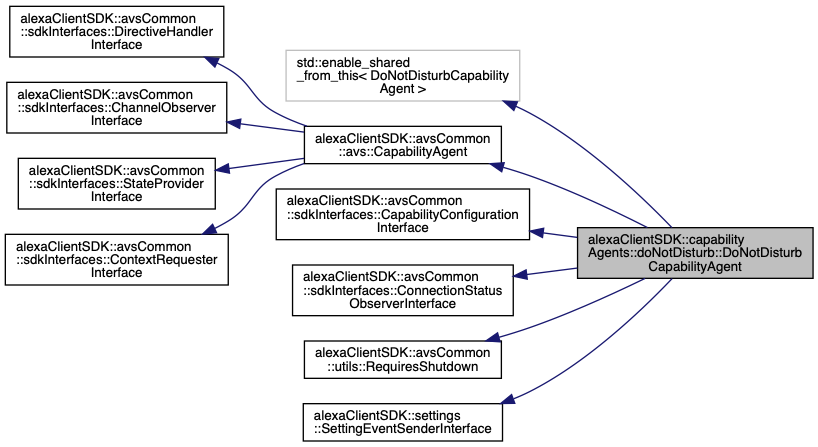 alexaClientSDK::avsCommon
::sdkInterfaces::DirectiveHandler
Interface
alexaClientSDK::avsCommon
::sdkInterfaces::ChannelObserver
Interface
alexaClientSDK::avsCommon
::sdkInterfaces::StateProvider
Interface
alexaClientSDK::avsCommon
::sdkInterfaces::ContextRequester
Interface
std::enable_shared
_from_this< DoNotDisturbCapability
Agent >
alexaClientSDK::avsCommon
::avs::CapabilityAgent
alexaClientSDK::avsCommon
::sdkInterfaces::CapabilityConfiguration
Interface
alexaClientSDK::avsCommon
::sdkInterfaces::ConnectionStatus
ObserverInterface
alexaClientSDK::avsCommon
::utils::RequiresShutdown
alexaClientSDK::settings
::SettingEventSenderInterface
alexaClientSDK::capability
Agents::doNotDisturb::DoNotDisturb
CapabilityAgent